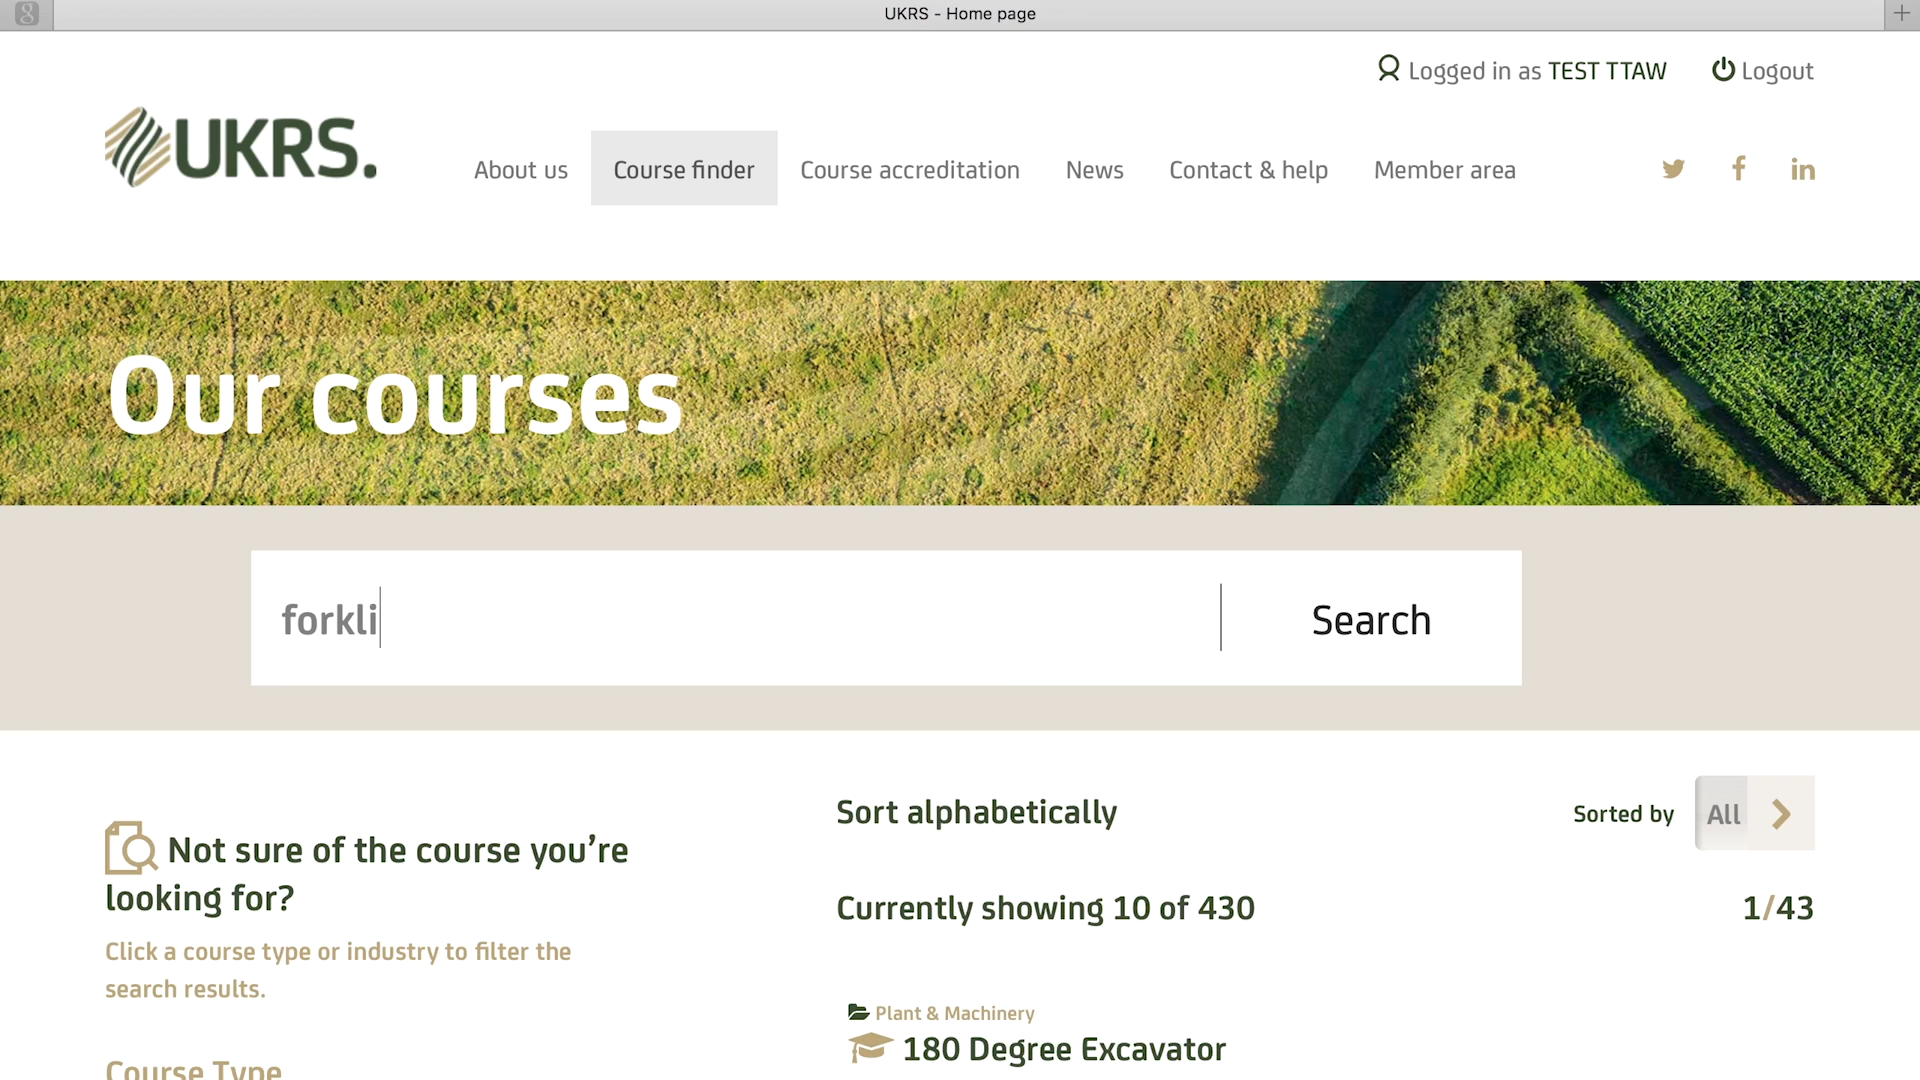 UKRS - Home page
Logged in as TEST TTAW
Logout
UKRS.
About us
Course finder
Course accreditation
News
Contact & help
Member area
Our courses
forkli
Search
Not sure of the course you’re
looking for?
Click a course type or industry to filter the
search results.
Course Type
Sort alphabetically
Sorted by
All
Currently showing 10 of 430
1/43
Plant & Machinery
180 Degree Excavator